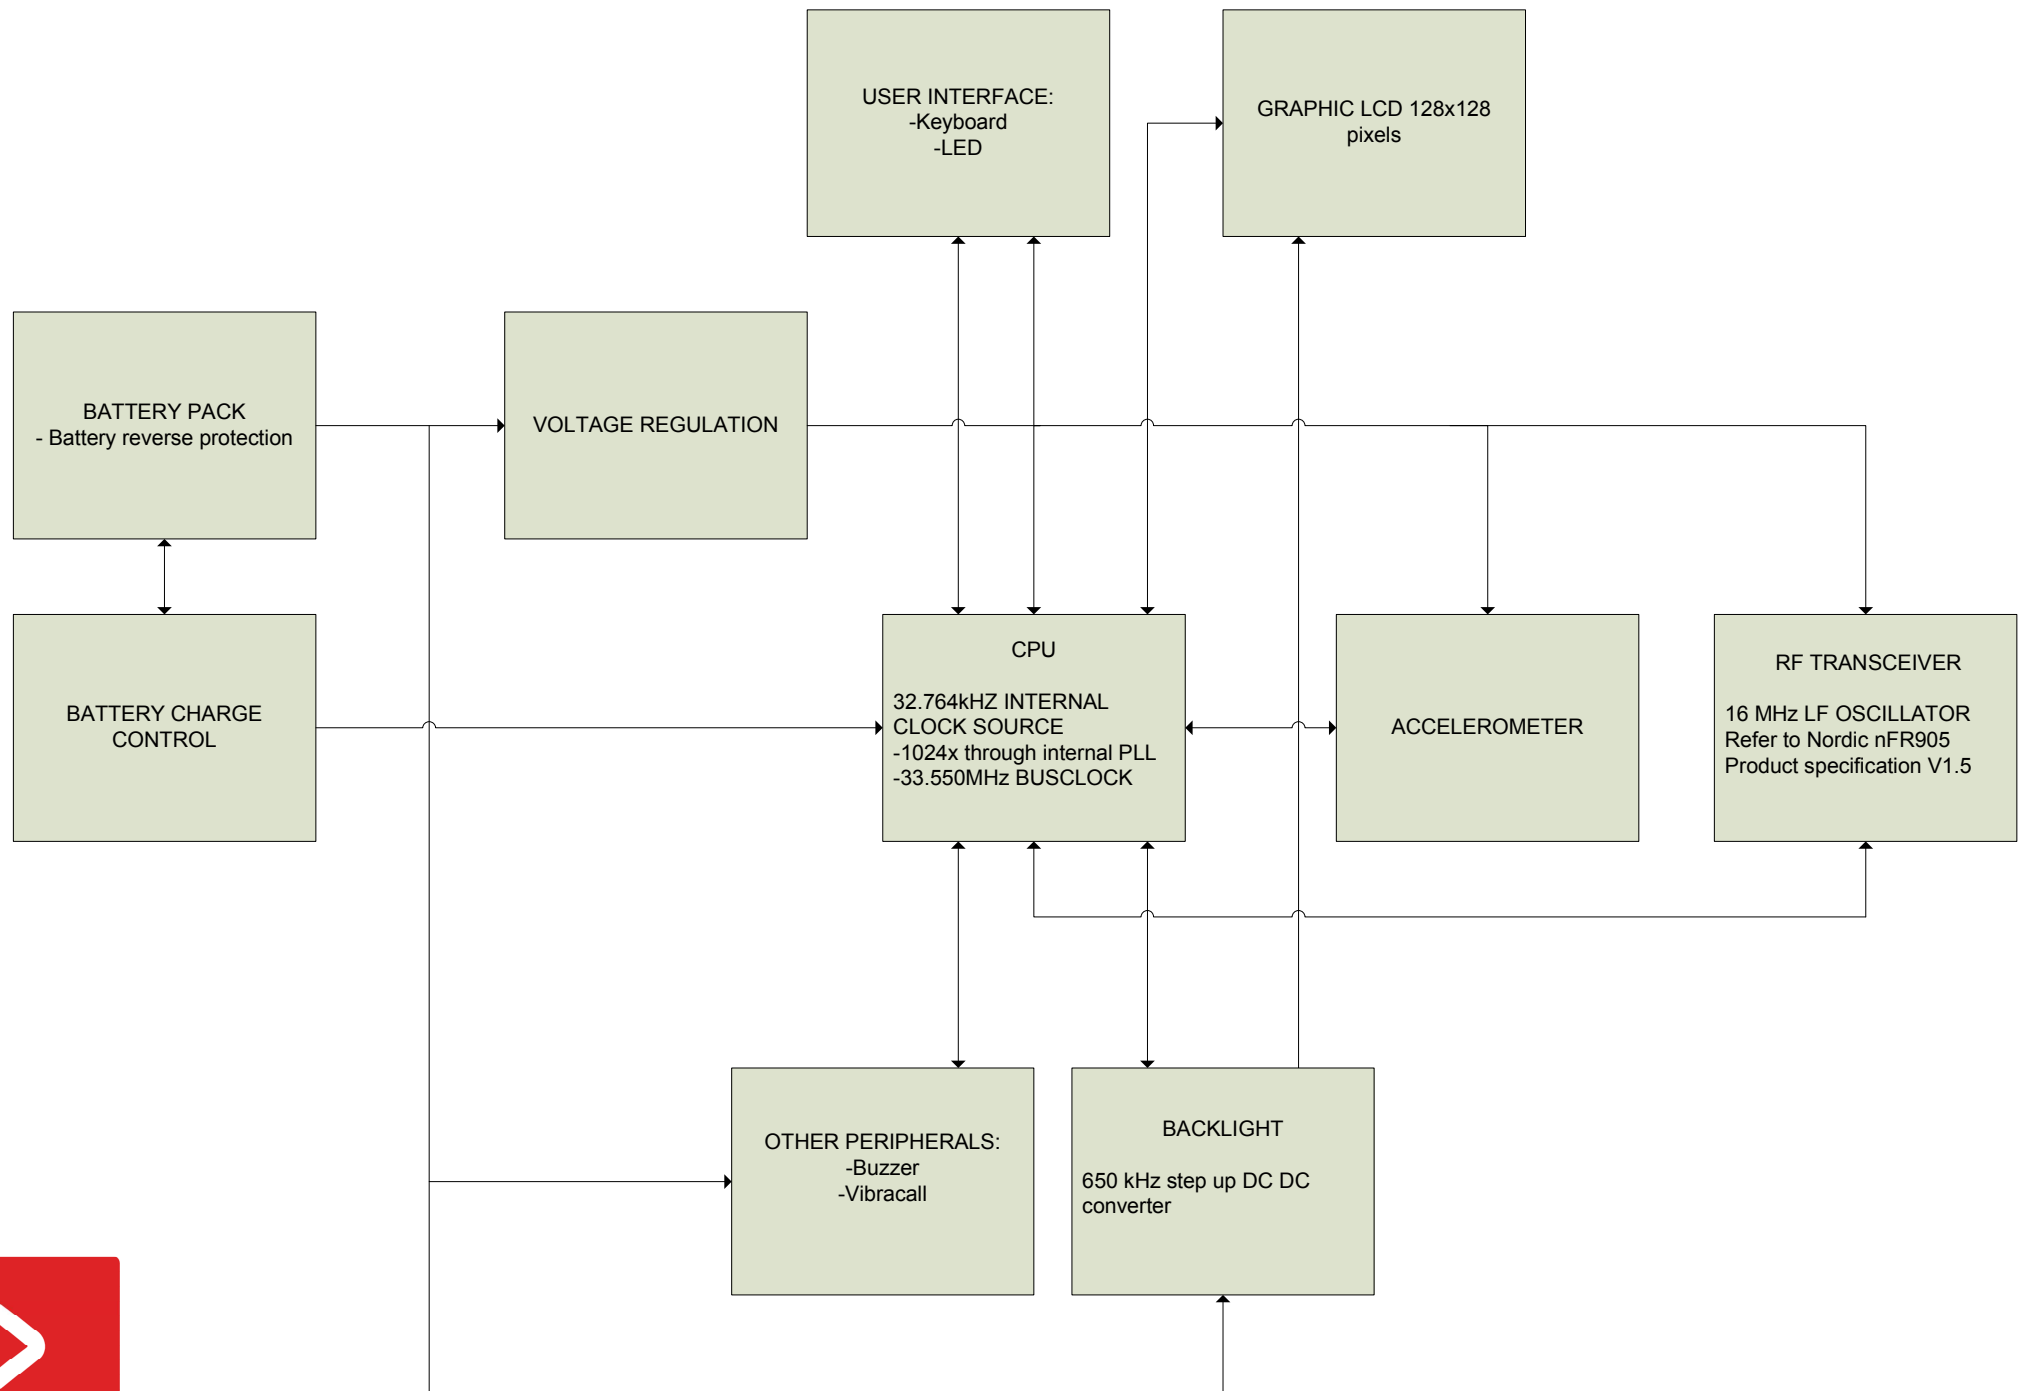 USER INTERFACE:
-Keyboard
-LED
GRAPHIC LCD 128x128
pixels
BATTERY PACK
- Battery reverse protection
VOLTAGE REGULATION
BATTERY CHARGE
CONTROL
CPU
32.764kHZ INTERNAL
CLOCK SOURCE
-1024x through internal PLL
-33.550MHz BUSCLOCK
ACCELEROMETER
RF TRANSCEIVER
16 MHz LF OSCILLATOR
Refer to Nordic nFR905
Product specification V1.5
OTHER PERIPHERALS:
-Buzzer
-Vibracall
BACKLIGHT
650 kHz step up DC DC
converter